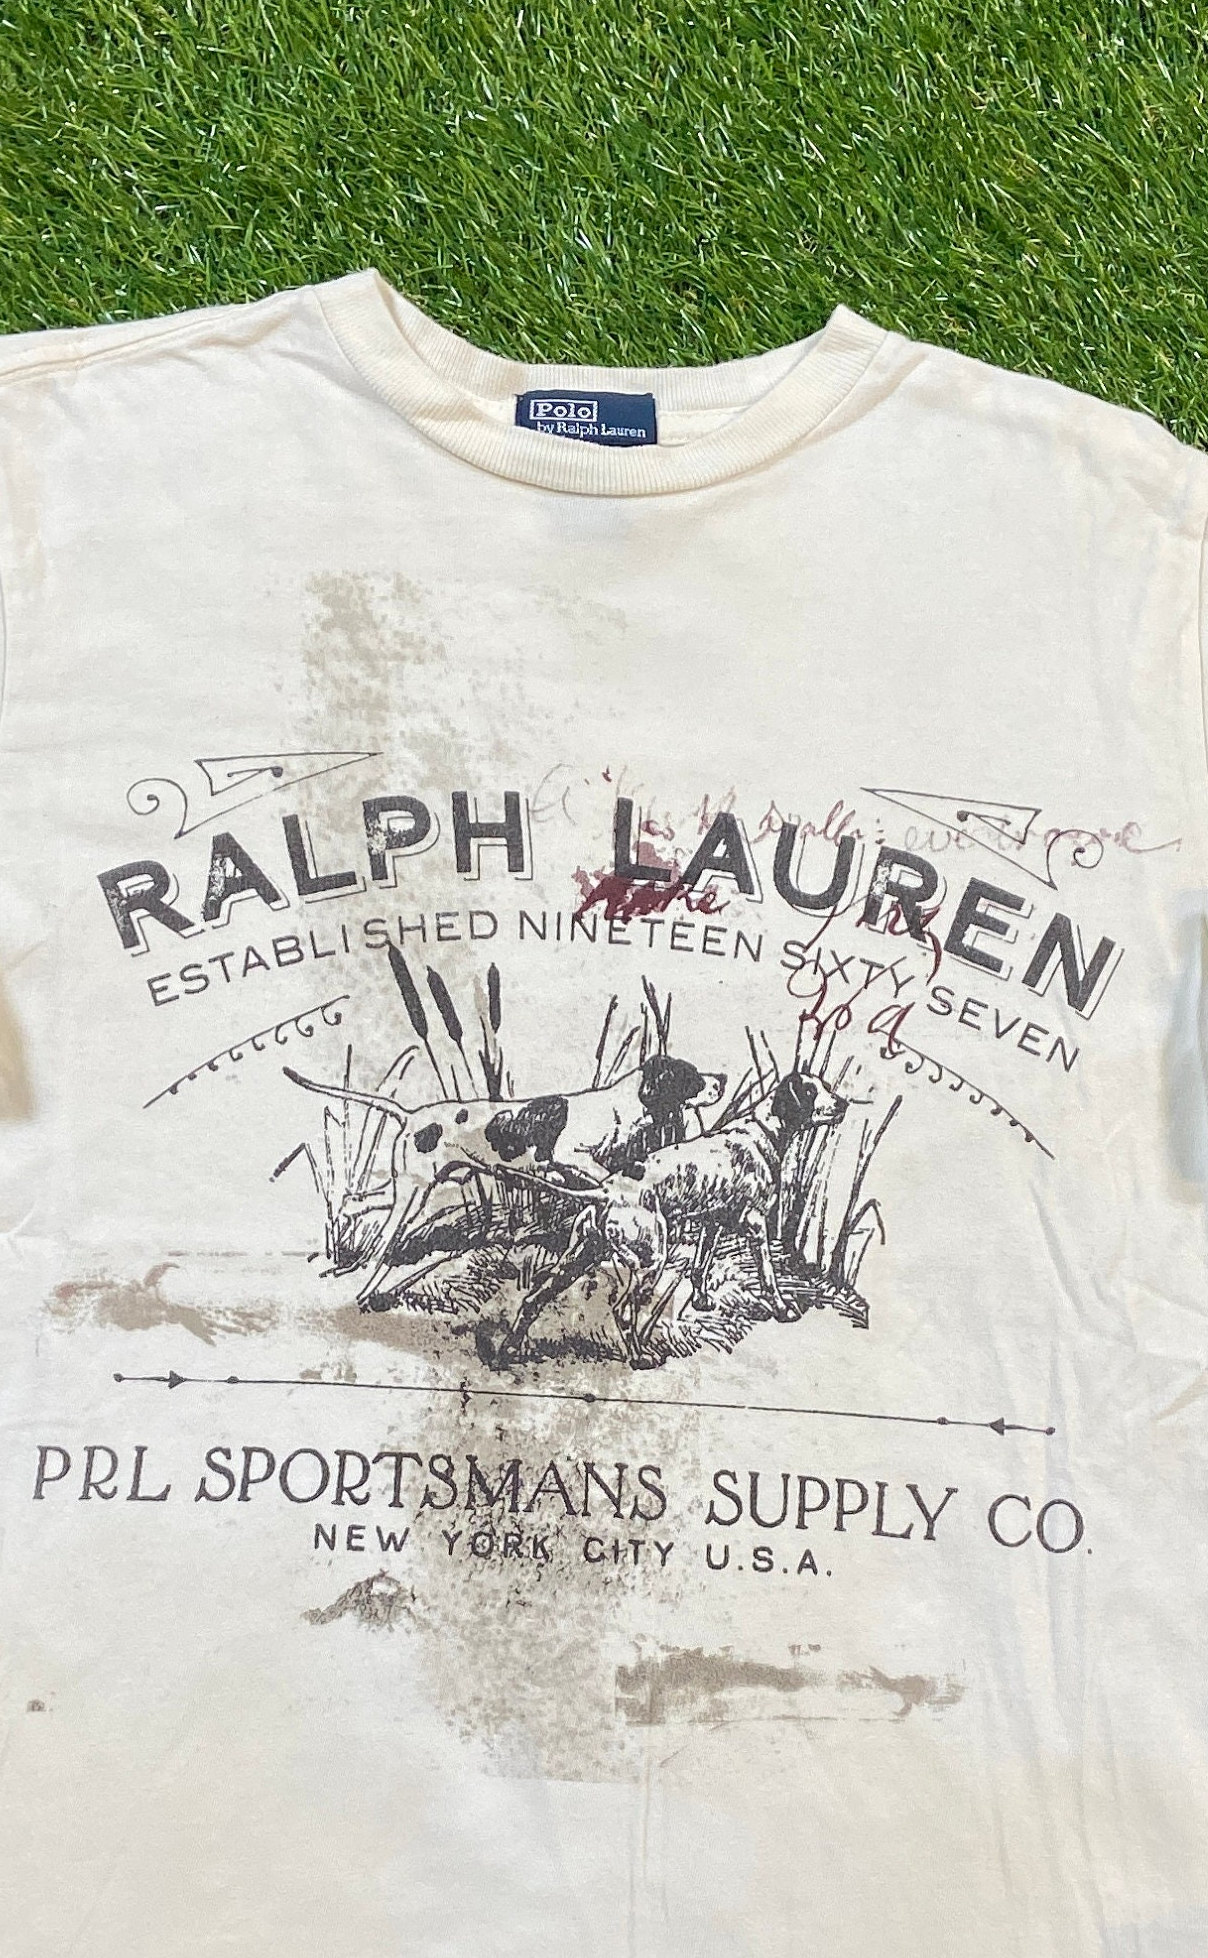 Polo
by Ralph Lauren
RALPH LAUREN
ESTABLISHED NINETEEN SIXTY SEVEN
PRL SPORTSMANS SUPPLY CO.
NEW YORK CITY U.S.A.